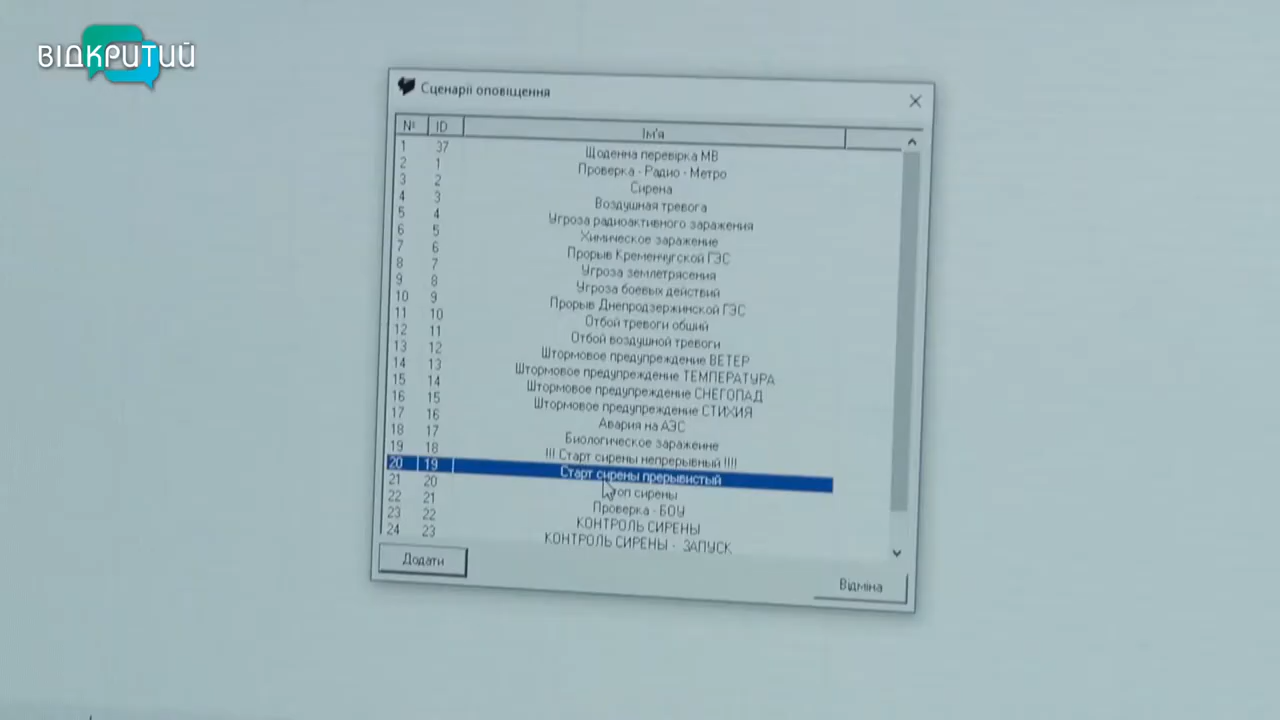 ВІДКРИТИЙ
Сценарії оповіщення
№ ID Ім'я
1 37 Щоденна перевірка МВ
2 1 Проверка - Радио - Метро
3 2 Сирена
4 3 Воздушная тревога
5 4 Угроза радиоактивного заражения
6 5 Химическое заражение
7 6 Прорыв Кременчугской ГЭС
8 7 Угроза землетрясения
9 8 Угроза боевых действий
10 9 Прорыв Днепродзержинской ГЭС
11 10 Отбой тревоги обший
12 11 Отбой воздушной тревоги
13 12 Штормовое предупреждение ВЕТЕР
14 13 Штормовое предупреждение ТЕМПЕРАТУРА
15 14 Штормовое предупреждение СНЕГОПАД
16 15 Штормовое предупреждение СТИХИЯ
17 16 Авария на АЭС
18 17 Биологическое заражеине
19 18 !!! Старт сирены непрерывный !!!!
20 19 Старт сирены прерывистый
21 20 Стоп сирены
22 21 Проверка - БОУ
23 22 КОНТРОЛЬ СИРЕНЫ
24 23 КОНТРОЛЬ СИРЕНЫ - ЗАПУСК
Додати
Відміна